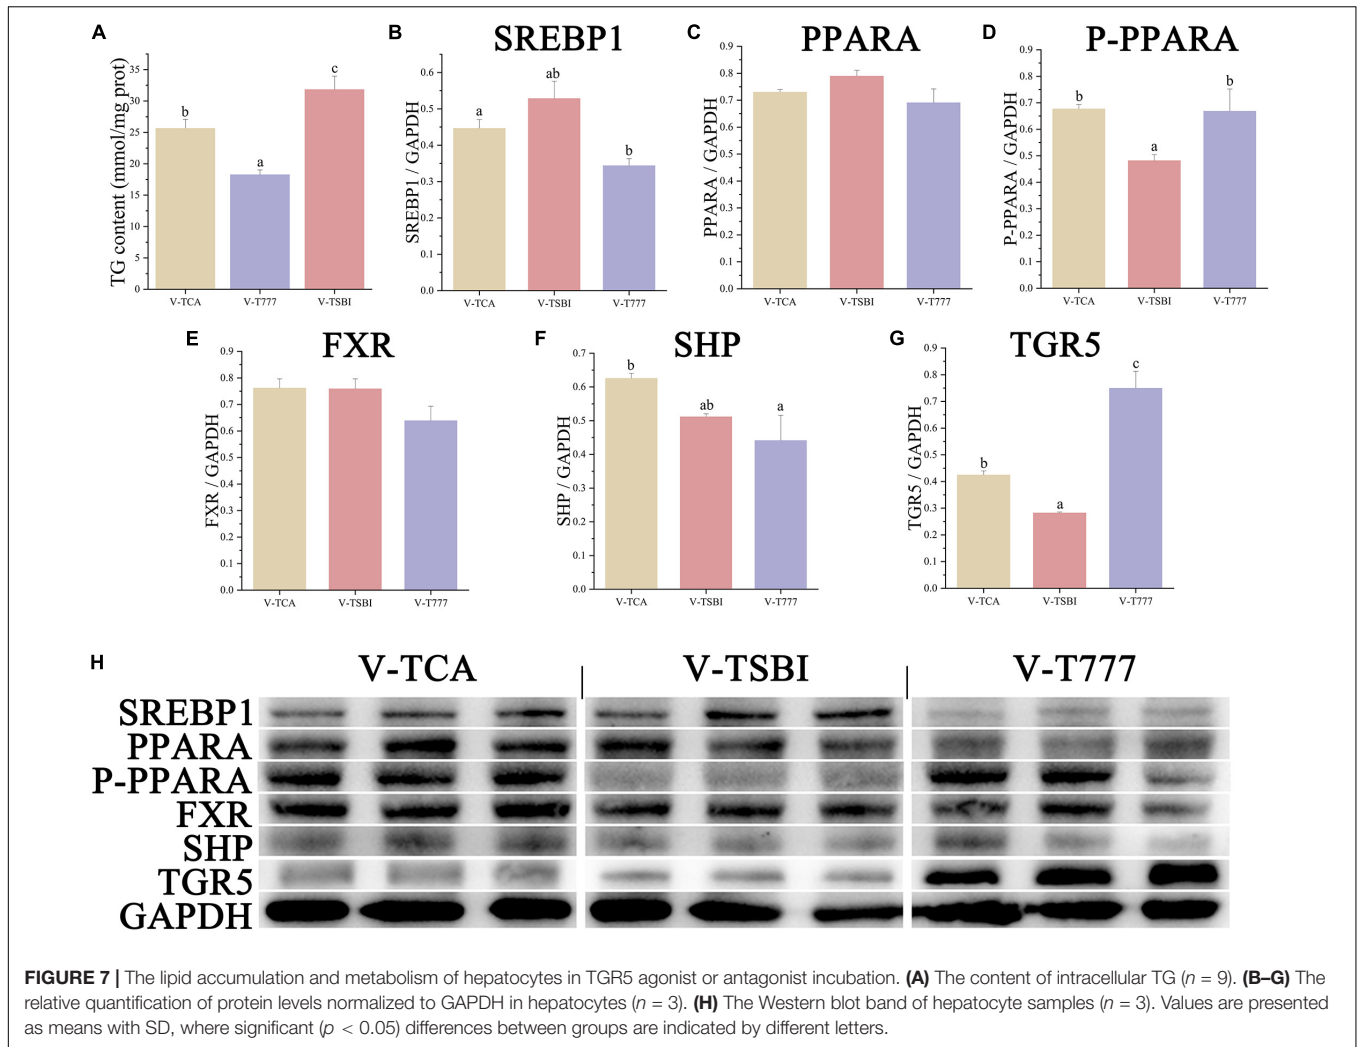 A
TG content (mmol/mg prot)
35
30
25
20
15
10
5
0
b
a
c
V-TCA V-T777 V-TSBI
B
SREBP1
SREBP1 / GAPDH
0.6
0.5
0.4
0.3
0.2
0.1
0.0
a
ab
b
V-TCA V-TSBI V-T777
C
PPARA
PPARA / GAPDH
0.9
0.8
0.7
0.6
0.5
0.4
0.3
0.2
0.1
0.0
V-TCA V-TSBI V-T777
D
P-PPARA
P-PPARA / GAPDH
0.9
0.8
0.7
0.6
0.5
0.4
0.3
0.2
0.1
0.0
b
a
b
V-TCA V-TSBI V-T777
E
FXR
FXR / GAPDH
0.9
0.8
0.7
0.6
0.5
0.4
0.3
0.2
0.1
0.0
V-TCA V-TSBI V-T777
F
SHP
SHP / GAPDH
0.7
0.6
0.5
0.4
0.3
0.2
0.1
0.0
b
ab
a
V-TCA V-TSBI V-T777
G
TGR5
TGR5 / GAPDH
0.9
0.8
0.7
0.6
0.5
0.4
0.3
0.2
0.1
0.0
b
a
c
V-TCA V-TSBI V-T777
H
V-TCA V-TSBI V-T777
SREBP1
PPARA
P-PPARA
FXR
SHP
TGR5
GAPDH
FIGURE 7 | The lipid accumulation and metabolism of hepatocytes in TGR5 agonist or antagonist incubation. (A) The content of intracellular TG (n = 9). (B–G) The
relative quantification of protein levels normalized to GAPDH in hepatocytes (n = 3). (H) The Western blot band of hepatocyte samples (n = 3). Values are presented
as means with SD, where significant (p < 0.05) differences between groups are indicated by different letters.